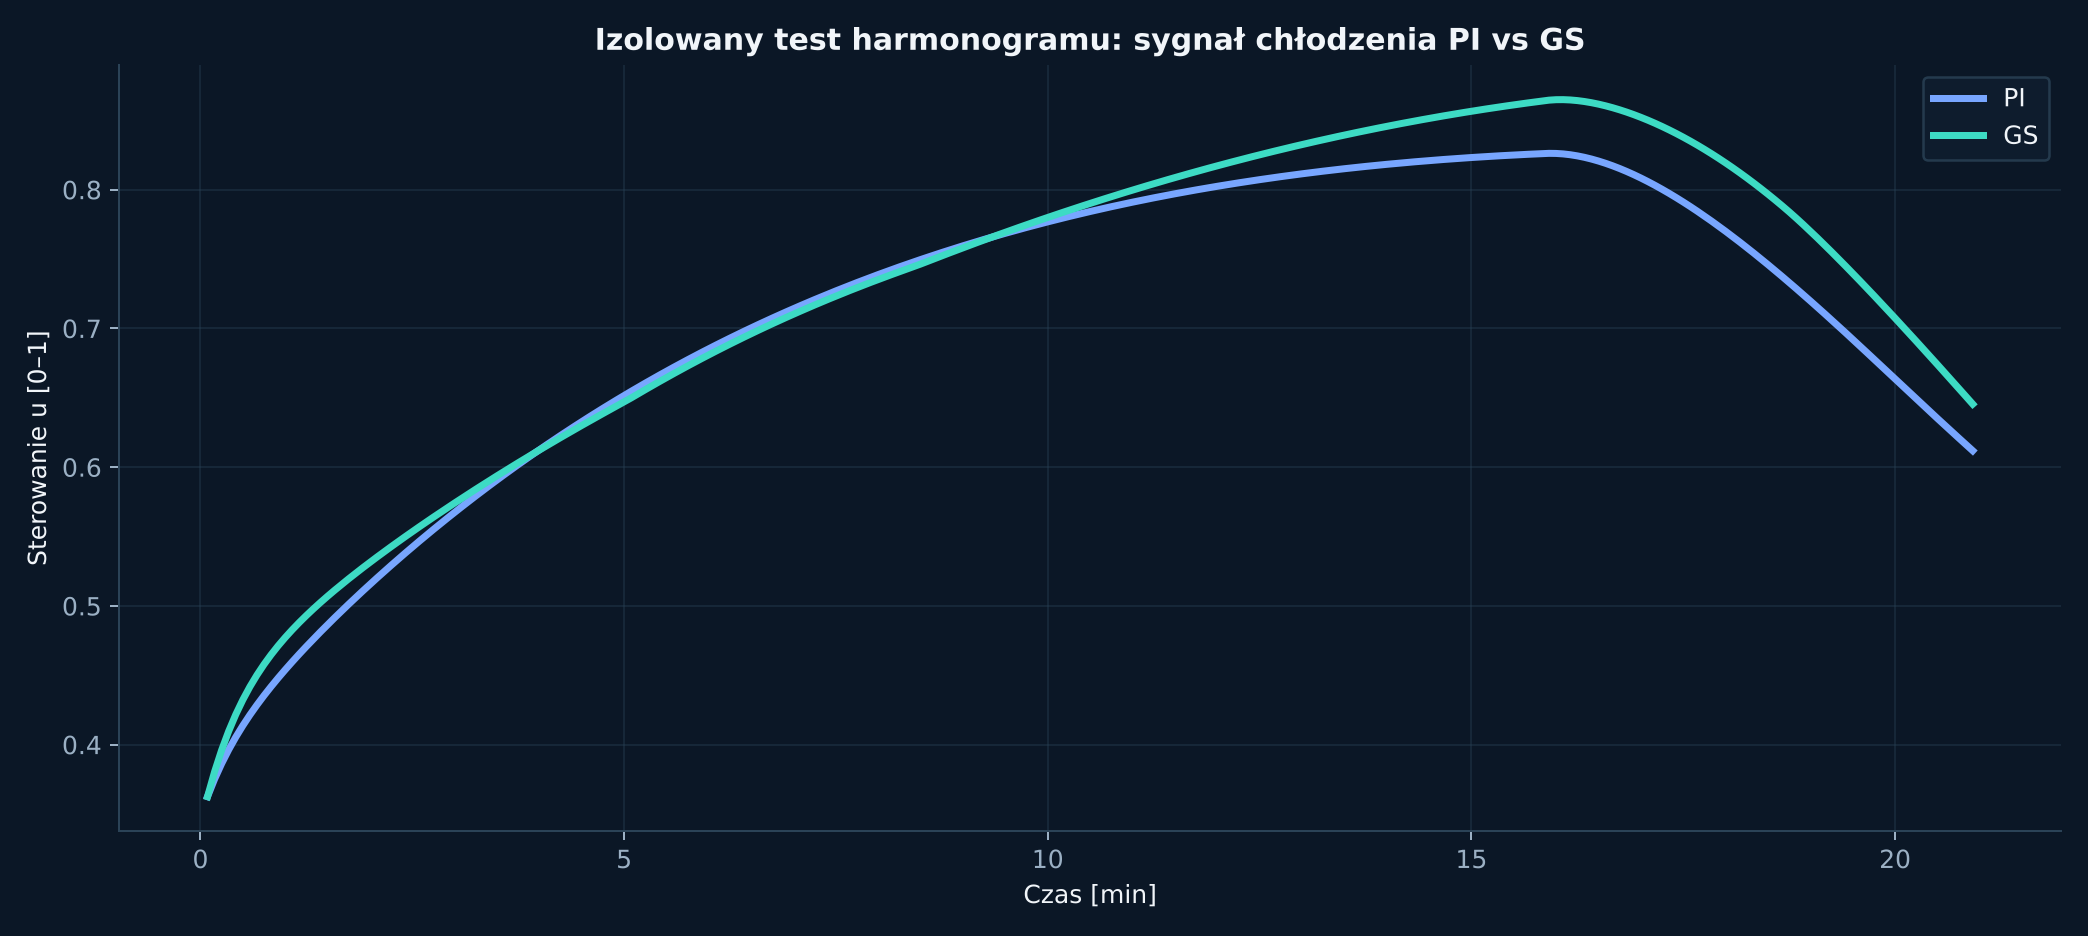 Izolowany test harmonogramu: sygnał chłodzenia PI vs GS
PI
GS
Sterowanie u [0–1]
0.8
0.7
0.6
0.5
0.4
0
5
10
15
20
Czas [min]